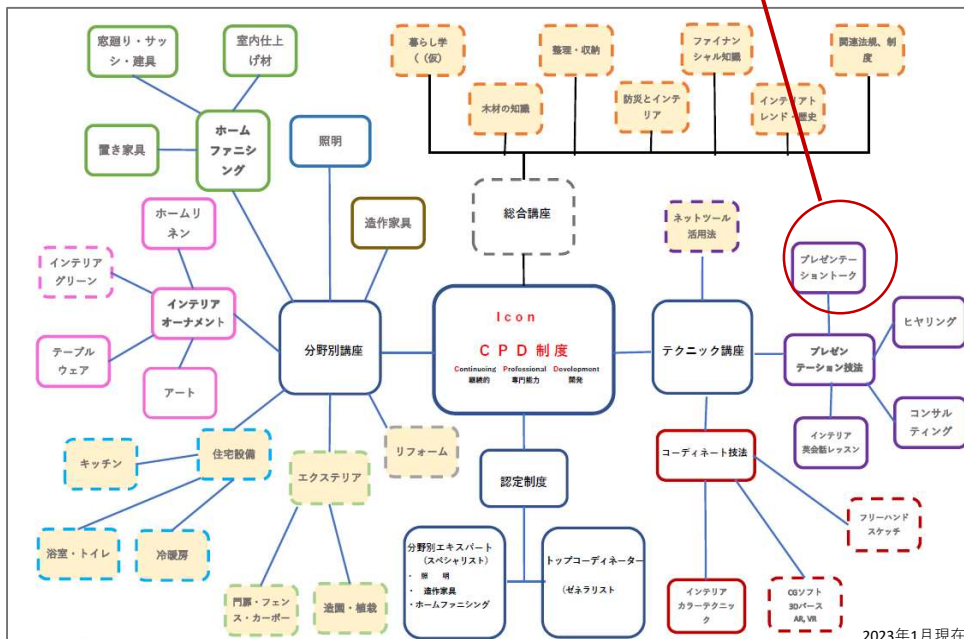 窓廻り・サッ
シ・建具
室内仕上
げ材
暮らし学
((仮)
整理・収納
ファイナン
シャル知識
関連法規、制
度
木材の知識
防災とインテ
リア
インテリアト
レンド・歴史
ホーム
ファニシ
ング
照明
置き家具
総合講座
ホームリ
ネン
造作家具
ネットツール
活用法
プレゼンテー
ショントーク
インテリア
グリーン
インテリア
オーナメント
分野別講座
Icon
CPD制度
Continuoing Professional Development
継続的 専門能力 開発
テクニック講座
ヒヤリング
プレゼン
テーション技法
テーブル
ウェア
アート
コンサル
ティング
インテリア
英会話レッスン
キッチン
住宅設備
エクステリア
リフォーム
認定制度
コーディネート技法
フリーハンド
スケッチ
浴室・トイレ
冷暖房
分野別エキスパート
(スペシャリスト)
・ 照 明
・ 造作家具
・ホームファニシング
トップコーディネーター
(ゼネラリスト
門扉・フェン
ス・カーポー
造園・植栽
インテリア
カラーテクニッ
ク
CGソフト
3Dパース
AR, VR
2023年1月現在